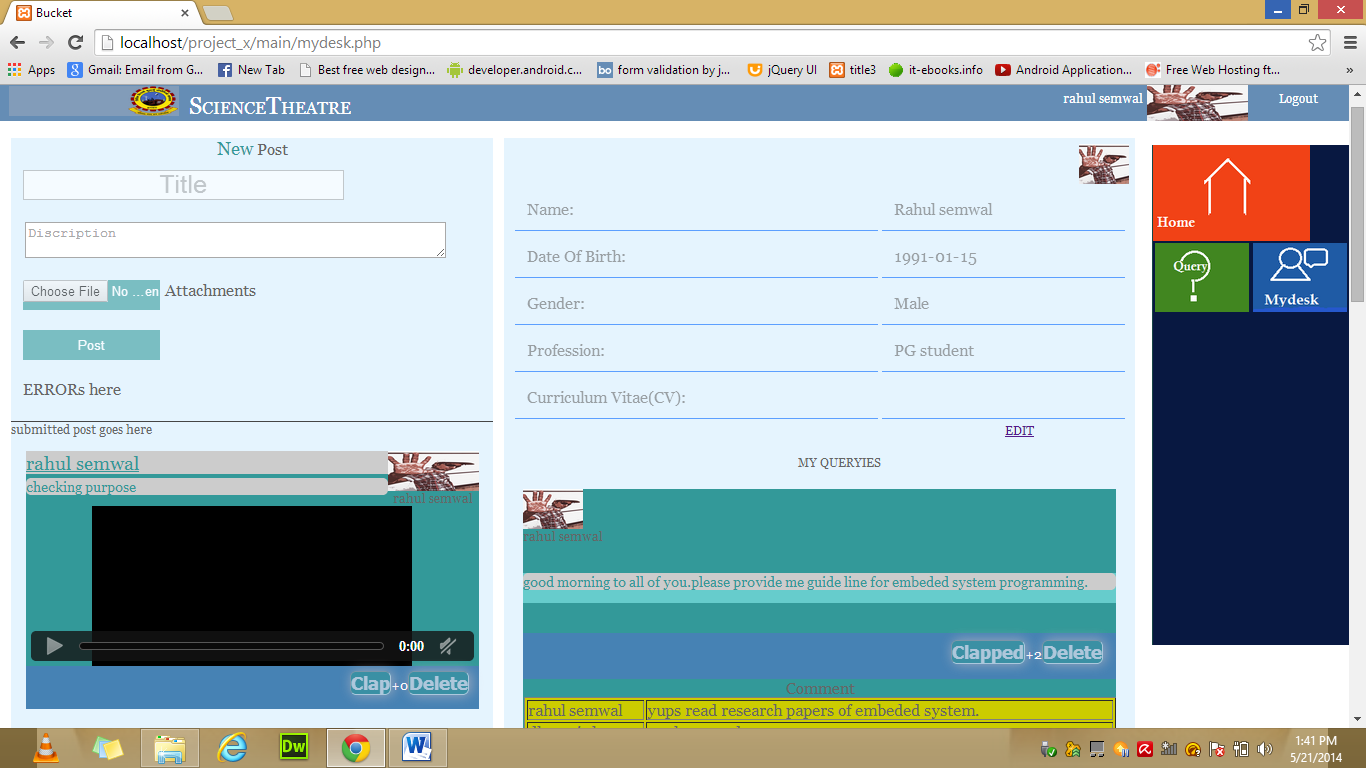 Bucket
localhost/project_x/main/mydesk.php
Apps Gmail: Email from G... New Tab Best free web design... developer.android.c... form validation by j... jQuery UI title3 it-ebooks.info Android Application... Free Web Hosting ft... »
ScienceTheatre rahul semwal Logout
New Post
Title
Discription
Choose File No ...en Attachments
Post
ERRORs here
submitted post goes here
rahul semwal
checking purpose
rahul semwal
0:00
Clap+0Delete
Name: Rahul semwal
Date Of Birth: 1991-01-15
Gender: Male
Profession: PG student
Curriculum Vitae(CV):
EDIT
MY QUERYIES
rahul semwal
good morning to all of you.please provide me guide line for embeded system programming.
Clapped+2Delete
Comment
rahul semwal yups read research papers of embeded system.
Home
Query
?
Mydesk
Dw
1:41 PM
5/21/2014